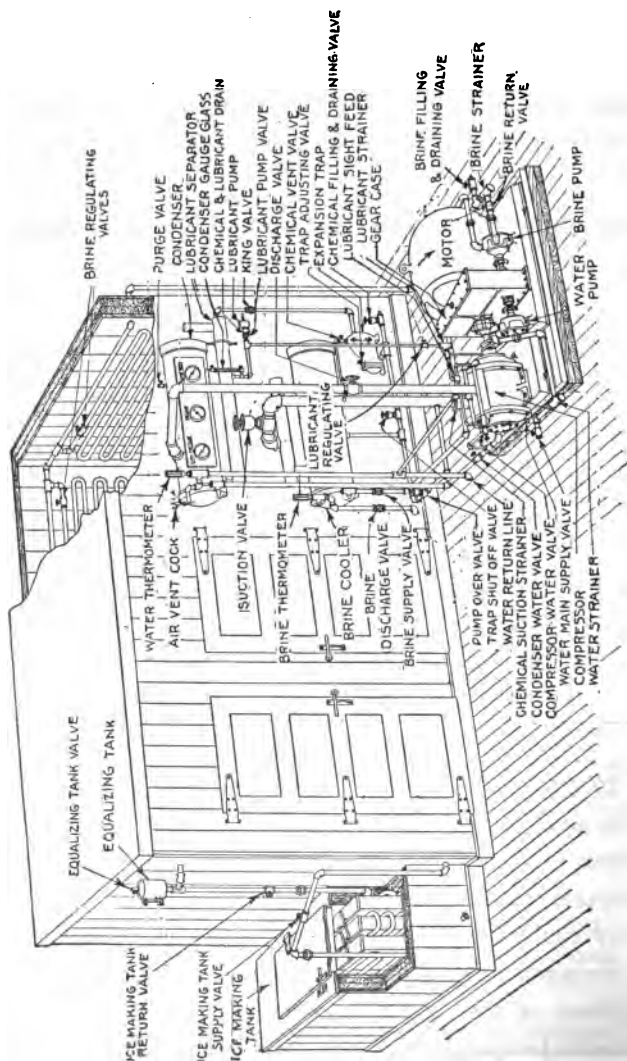 BRINE REGULATING
VALVES
PURGE VALVE
CONDENSER
LUBRICANT SEPARATOR
CONDENSER GAUGE GLASS
CHEMICAL & LUBRICANT DRAIN
LUBRICANT PUMP
KING VALVE
LUBRICANT PUMP VALVE
DISCHARGE VALVE
CHEMICAL VENT VALVE
TRAP ADJUSTING VALVE
EXPANSION TRAP
CHEMICAL FILLING & DRAINING VALVE
LUBRICANT SIGHT FEED
LUBRICANT STRAINER
GEAR CASE
BRINE FILLING
& DRAINING VALVE
BRINE STRAINER
BRINE RETURN
VALVE
MOTOR
BRINE PUMP
WATER
PUMP
EQUALIZING TANK VALVE
EQUALIZING TANK
WATER THERMOMETER
AIR VENT COCK
SUCTION VALVE
LUBRICANT
REGULATING
VALVE
BRINE THERMOMETER
BRINE COOLER
BRINE
DISCHARGE VALVE
BRINE SUPPLY VALVE
PUMP OVER VALVE
TRAP SHUT OFF VALVE
WATER RETURN LINE
CHEMICAL SUCTION STRAINER
CONDENSER WATER VALVE
COMPRESSOR WATER VALVE
WATER MAIN SUPPLY VALVE
COMPRESSOR
WATER STRAINER
CE MAKING TANK
RETURN VALVE
CE MAKING TANK
SUPPLY VALVE
ICE MAKING
TANK